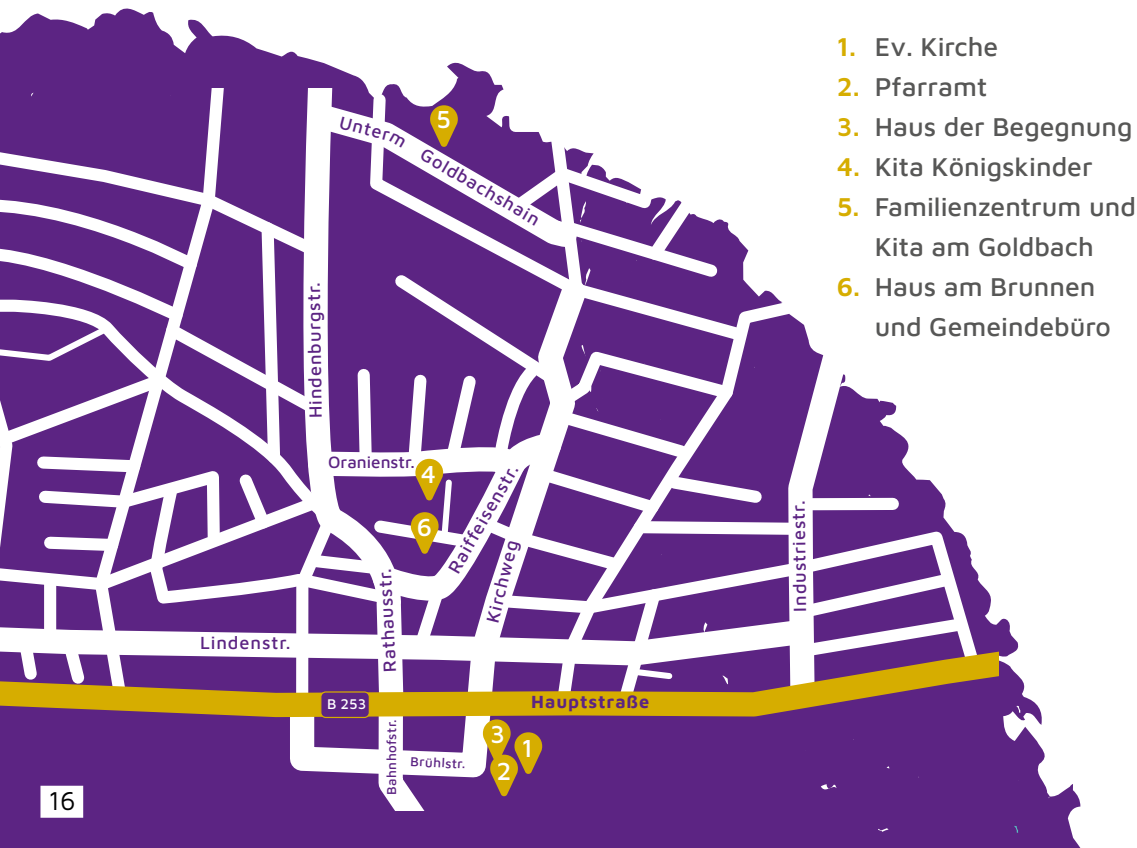 1. Ev. Kirche
2. Pfarramt
3. Haus der Begegnung
4. Kita Königskinder
5. Familienzentrum und
Kita am Goldbach
6. Haus am Brunnen
und Gemeindebüro
5
Unterm Goldbachshain
Hindenburgstr.
Oranienstr.
4
6
Raiffeisenstr.
Kirchweg
Industriestr.
Rathausstr.
Lindenstr.
B 253
Hauptstraße
Bahnhofstr.
Brühlstr.
3
1
2
16